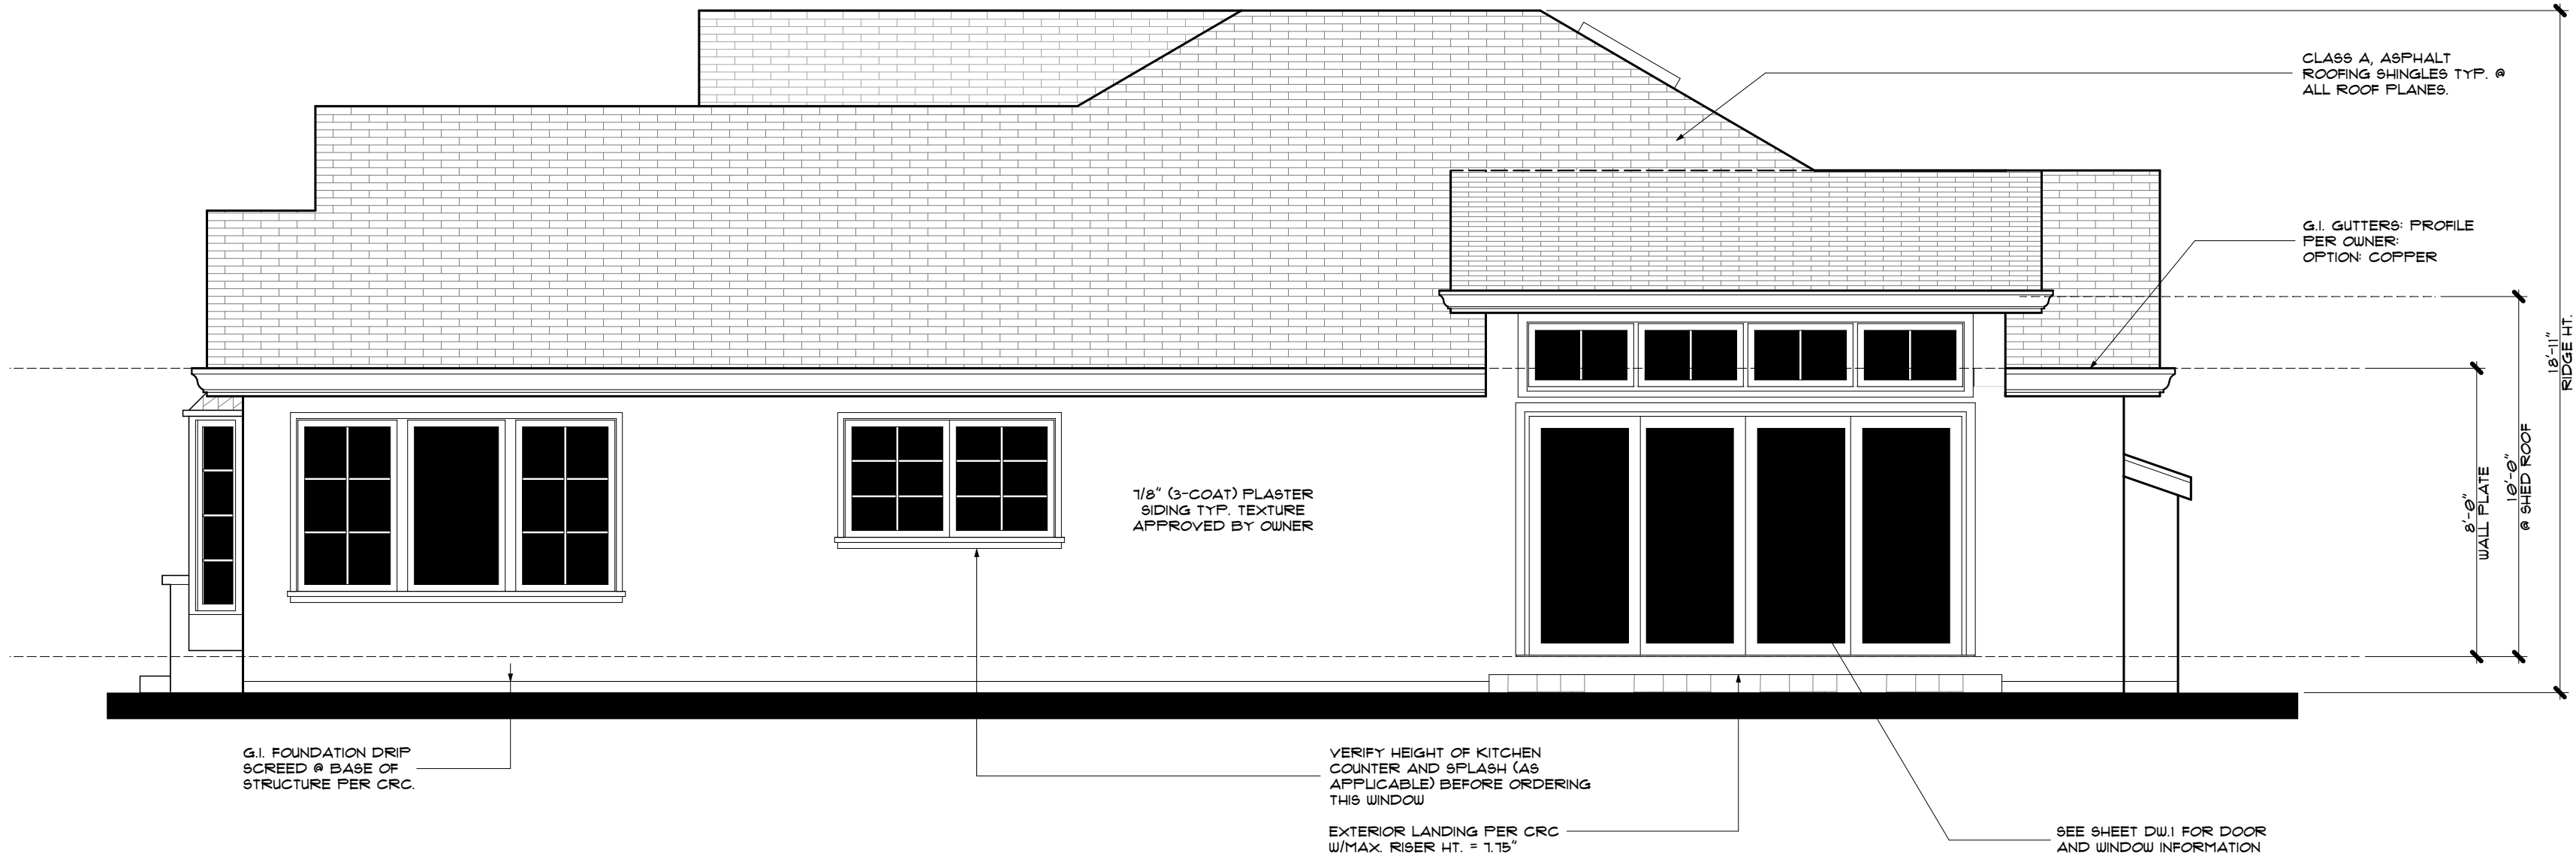 CLASS A, ASPHALT
ROOFING SHINGLES TYP. @
ALL ROOF PLANES.
G.I. GUTTERS: PROFILE
PER OWNER:
OPTION: COPPER
18'-11"
RIDGE HT.
10'-0"
@ SHED ROOF
8'-0"
WALL PLATE
7/8" (3-COAT) PLASTER
SIDING TYP. TEXTURE
APPROVED BY OWNER
G.I. FOUNDATION DRIP
SCREED @ BASE OF
STRUCTURE PER CRC.
VERIFY HEIGHT OF KITCHEN
COUNTER AND SPLASH (AS
APPLICABLE) BEFORE ORDERING
THIS WINDOW
EXTERIOR LANDING PER CRC
W/MAX. RISER HT. = 7.75"
SEE SHEET DW.1 FOR DOOR
AND WINDOW INFORMATION